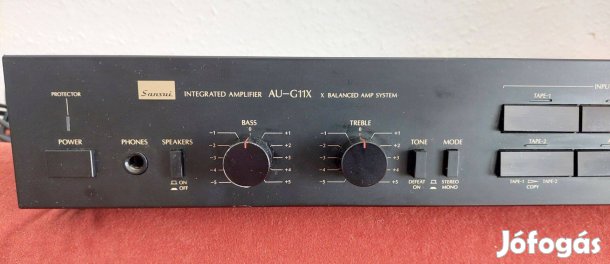 PROTECTOR
Sansui
INTEGRATED AMPLIFIER AU-G11X X BALANCED AMP SYSTEM
INPU
TAPE-1
BASS
TREBLE
0
0
-1 +1
-1 +1
-2 +2
-2 +2
-3 +3
-3 +3
-4 +4
-4 +4
-5 +5
-5 +5
POWER
PHONES
SPEAKERS
TONE
MODE
TAPE-2
ON
OFF
DEFEAT
ON
STEREO
MONO
TAPE-1 TAPE-2
COPY
Jófogás